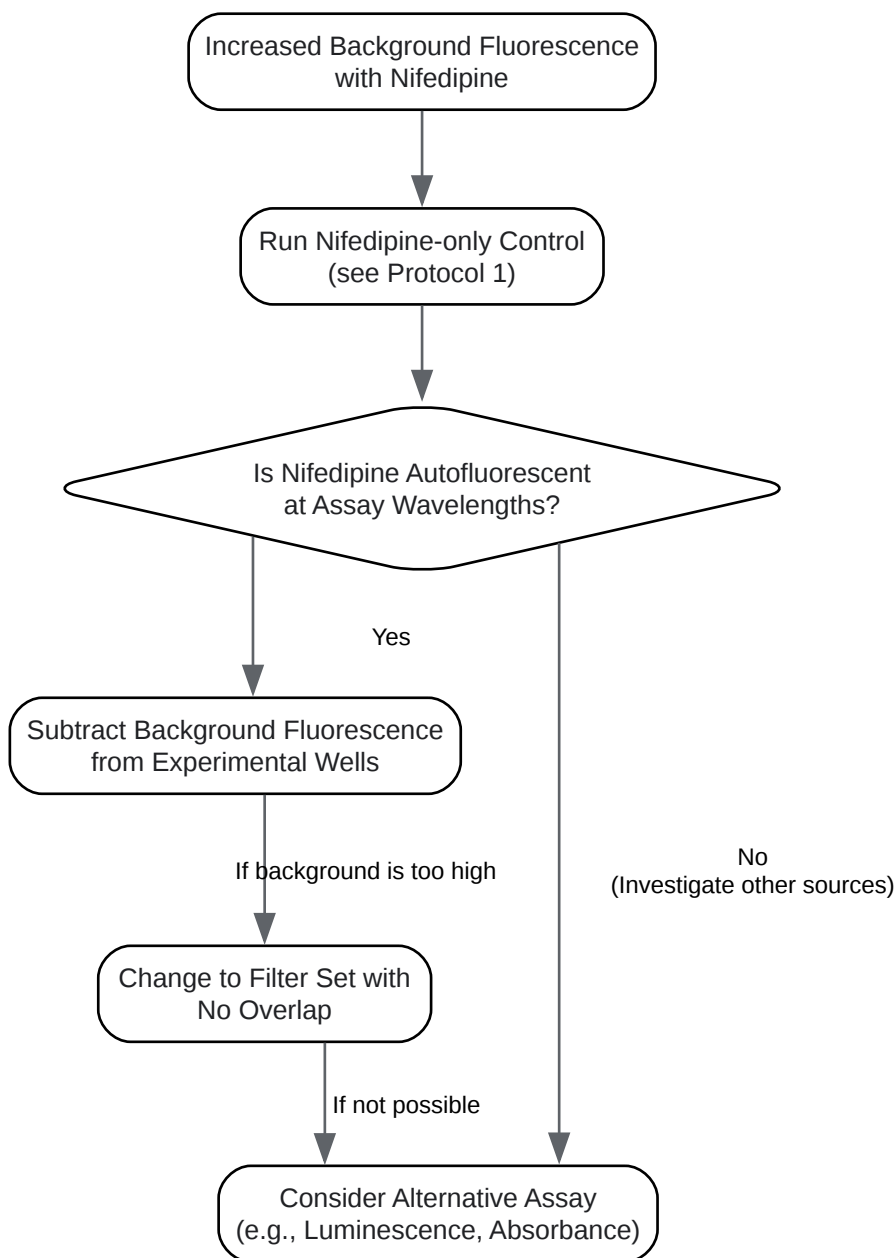 Increased Background Fluorescence
with Nifedipine
Run Nifedipine-only Control
(see Protocol 1)
Is Nifedipine Autofluorescent
at Assay Wavelengths?
Yes
Subtract Background Fluorescence
from Experimental Wells
If background is too high
No
(Investigate other sources)
Change to Filter Set with
No Overlap
If not possible
Consider Alternative Assay
(e.g., Luminescence, Absorbance)